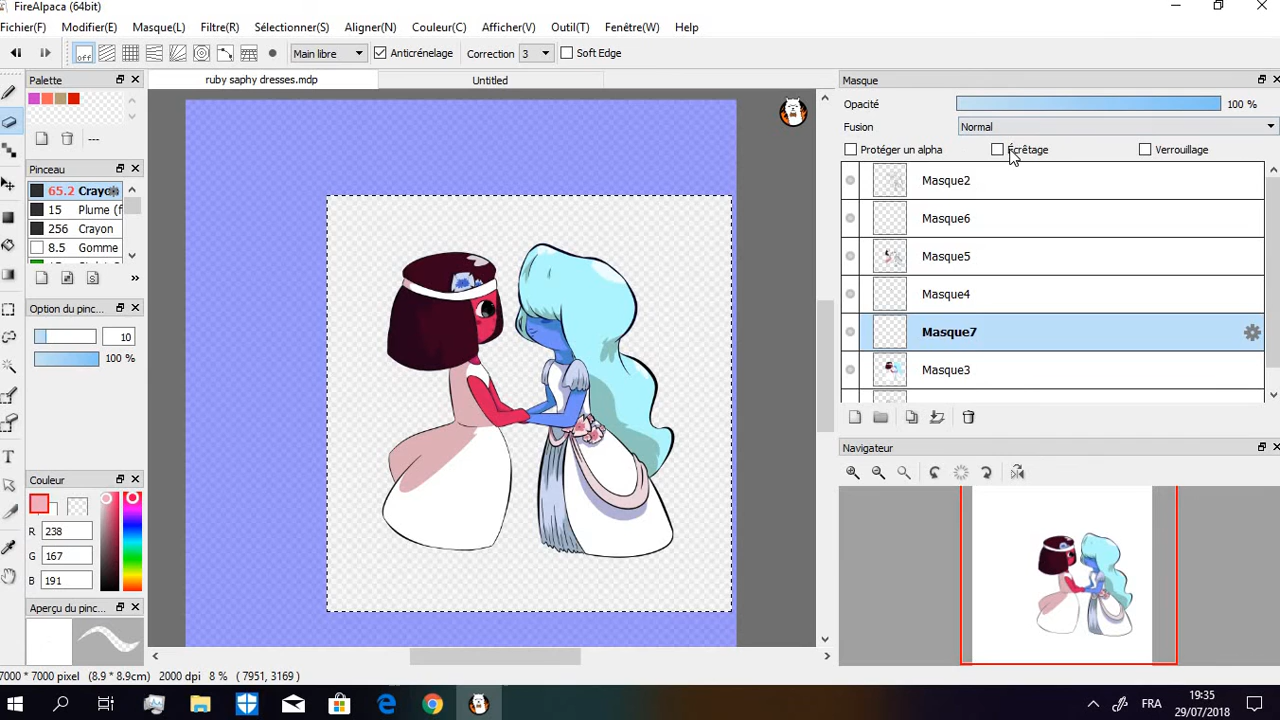 FireAlpaca (64bit)
Fichier(F) Modifier(E) Masque(L) Filtre(R) Sélectionner(S) Aligner(N) Couleur(C) Afficher(V) Outil(T) Fenêtre(W) Help
off Main libre Anticrénelage Correction 3 Soft Edge
Palette
ruby saphy dresses.mdp Untitled
Masque
Opacité 100 %
Fusion Normal
Protéger un alpha Écrêtage Verrouillage
---
Pinceau
65.2 Crayon
15 Plume (f
256 Crayon
8.5 Gomme
Masque2
Masque6
Masque5
Masque4
Masque7
Masque3
Option du pinc...
10
100 %
Navigateur
Couleur
R 238
G 167
B 191
Aperçu du pinc...
7000 * 7000 pixel (8.9 * 8.9cm) 2000 dpi 8 % ( 7951, 3169 )
FRA
19:35
29/07/2018